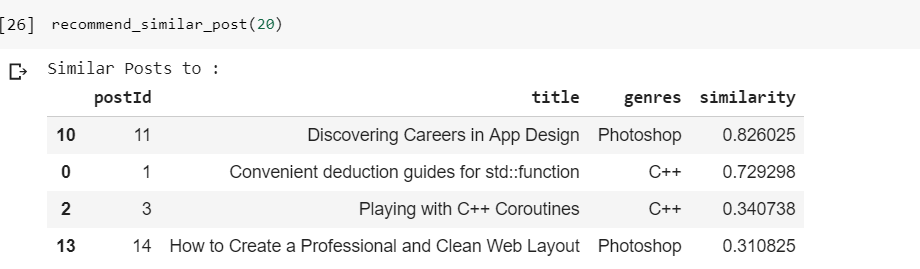 [26] recommend_similar_post(20)
Similar Posts to :
postId title genres similarity
10 11 Discovering Careers in App Design Photoshop 0.826025
0 1 Convenient deduction guides for std::function C++ 0.729298
2 3 Playing with C++ Coroutines C++ 0.340738
13 14 How to Create a Professional and Clean Web Layout Photoshop 0.310825